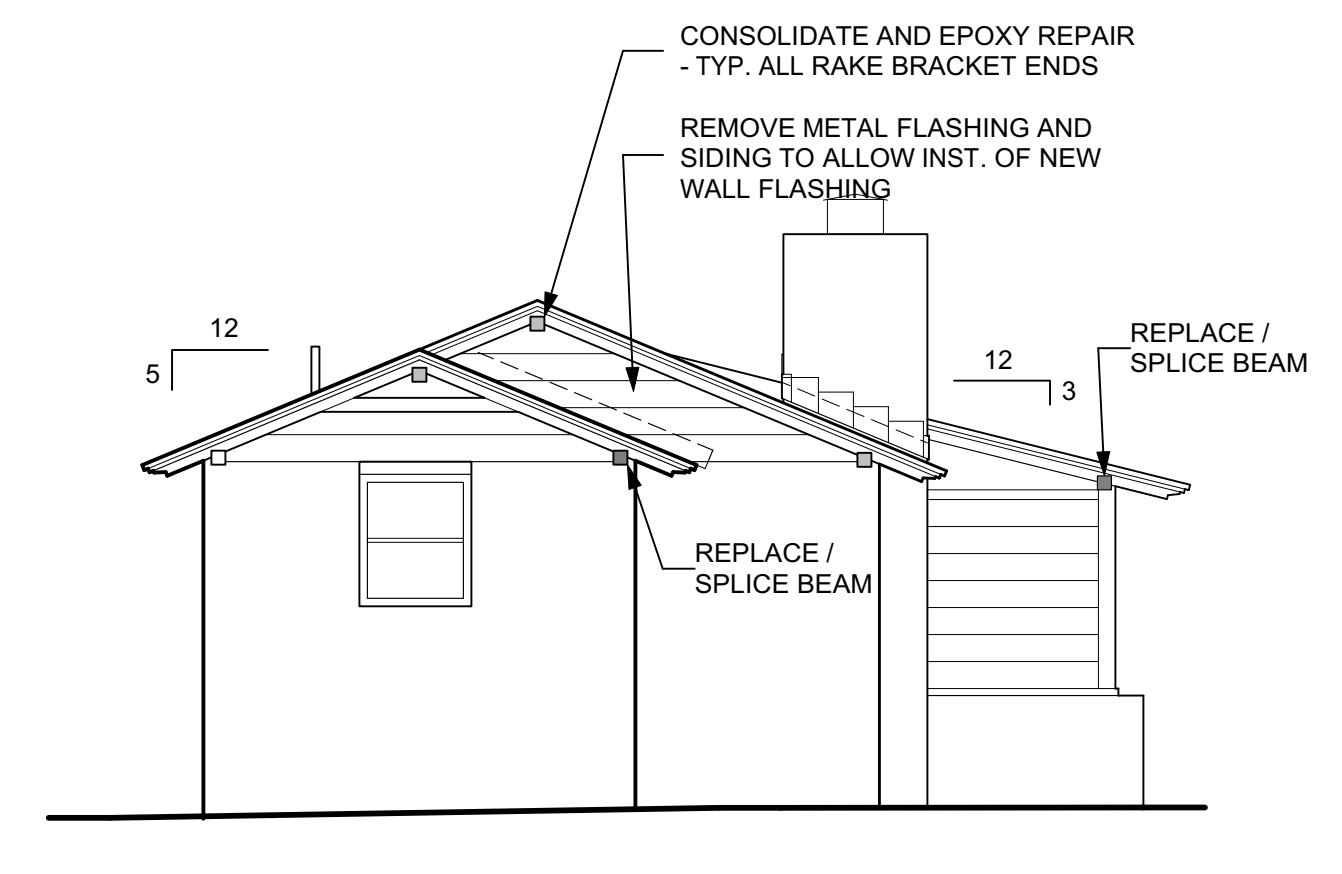 CONSOLIDATE AND EPOXY REPAIR
- TYP. ALL RAKE BRACKET ENDS
REMOVE METAL FLASHING AND
SIDING TO ALLOW INST. OF NEW
WALL FLASHING
12
5
12
3
REPLACE /
SPLICE BEAM
REPLACE /
SPLICE BEAM